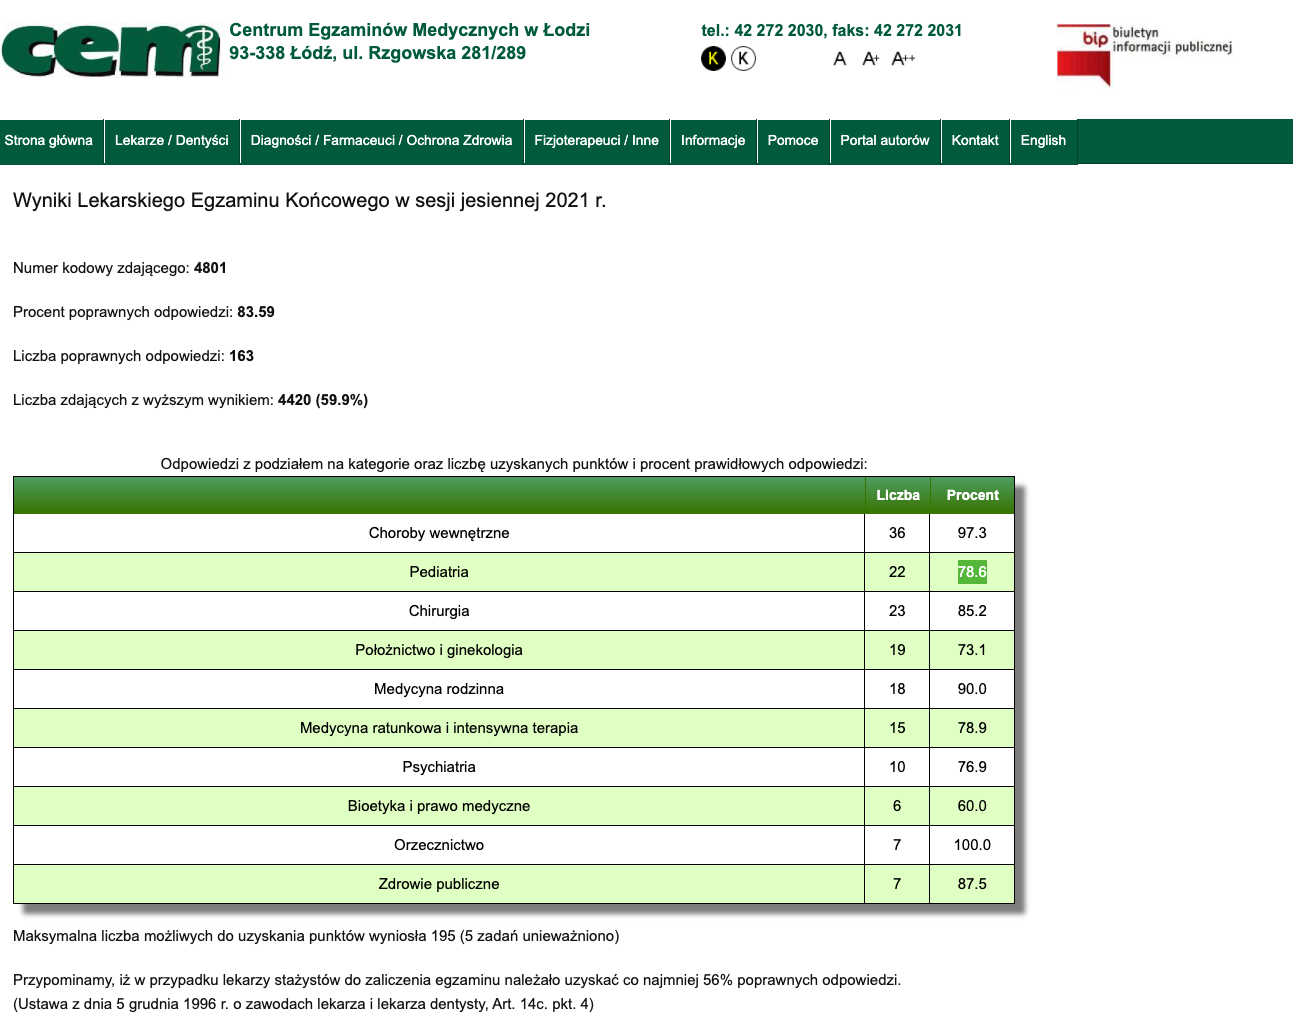 cem
Centrum Egzaminów Medycznych w Łodzi
93-338 Łódź, ul. Rzgowska 281/289
tel.: 42 272 2030, faks: 42 272 2031
K K A A+ A++
bip biuletyn
informacji publicznej
Strona główna Lekarze / Dentyści Diagności / Farmaceuci / Ochrona Zdrowia Fizjoterapeuci / Inne Informacje Pomoce Portal autorów Kontakt English
Wyniki Lekarskiego Egzaminu Końcowego w sesji jesiennej 2021 r.
Numer kodowy zdającego: 4801
Procent poprawnych odpowiedzi: 83.59
Liczba poprawnych odpowiedzi: 163
Liczba zdających z wyższym wynikiem: 4420 (59.9%)
Odpowiedzi z podziałem na kategorie oraz liczbę uzyskanych punktów i procent prawidłowych odpowiedzi:
Liczba Procent
Choroby wewnętrzne 36 97.3
Pediatria 22 78.6
Chirurgia 23 85.2
Położnictwo i ginekologia 19 73.1
Medycyna rodzinna 18 90.0
Medycyna ratunkowa i intensywna terapia 15 78.9
Psychiatria 10 76.9
Bioetyka i prawo medyczne 6 60.0
Orzecznictwo 7 100.0
Zdrowie publiczne 7 87.5
Maksymalna liczba możliwych do uzyskania punktów wyniosła 195 (5 zadań unieważniono)
Przypominamy, iż w przypadku lekarzy stażystów do zaliczenia egzaminu należało uzyskać co najmniej 56% poprawnych odpowiedzi.
(Ustawa z dnia 5 grudnia 1996 r. o zawodach lekarza i lekarza dentysty, Art. 14c. pkt. 4)